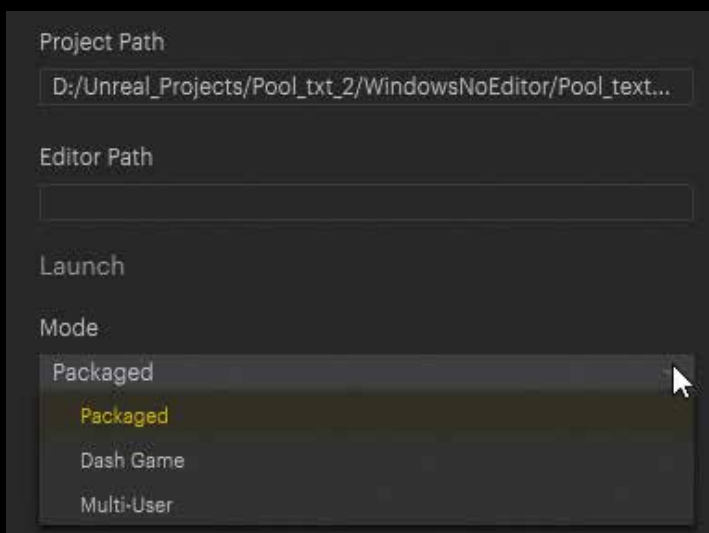 Project Path
D:/Unreal_Projects/Pool_txt_2/WindowsNoEditor/Pool_text...
Editor Path
Launch
Mode
Packaged
Packaged
Dash Game
Multi-User